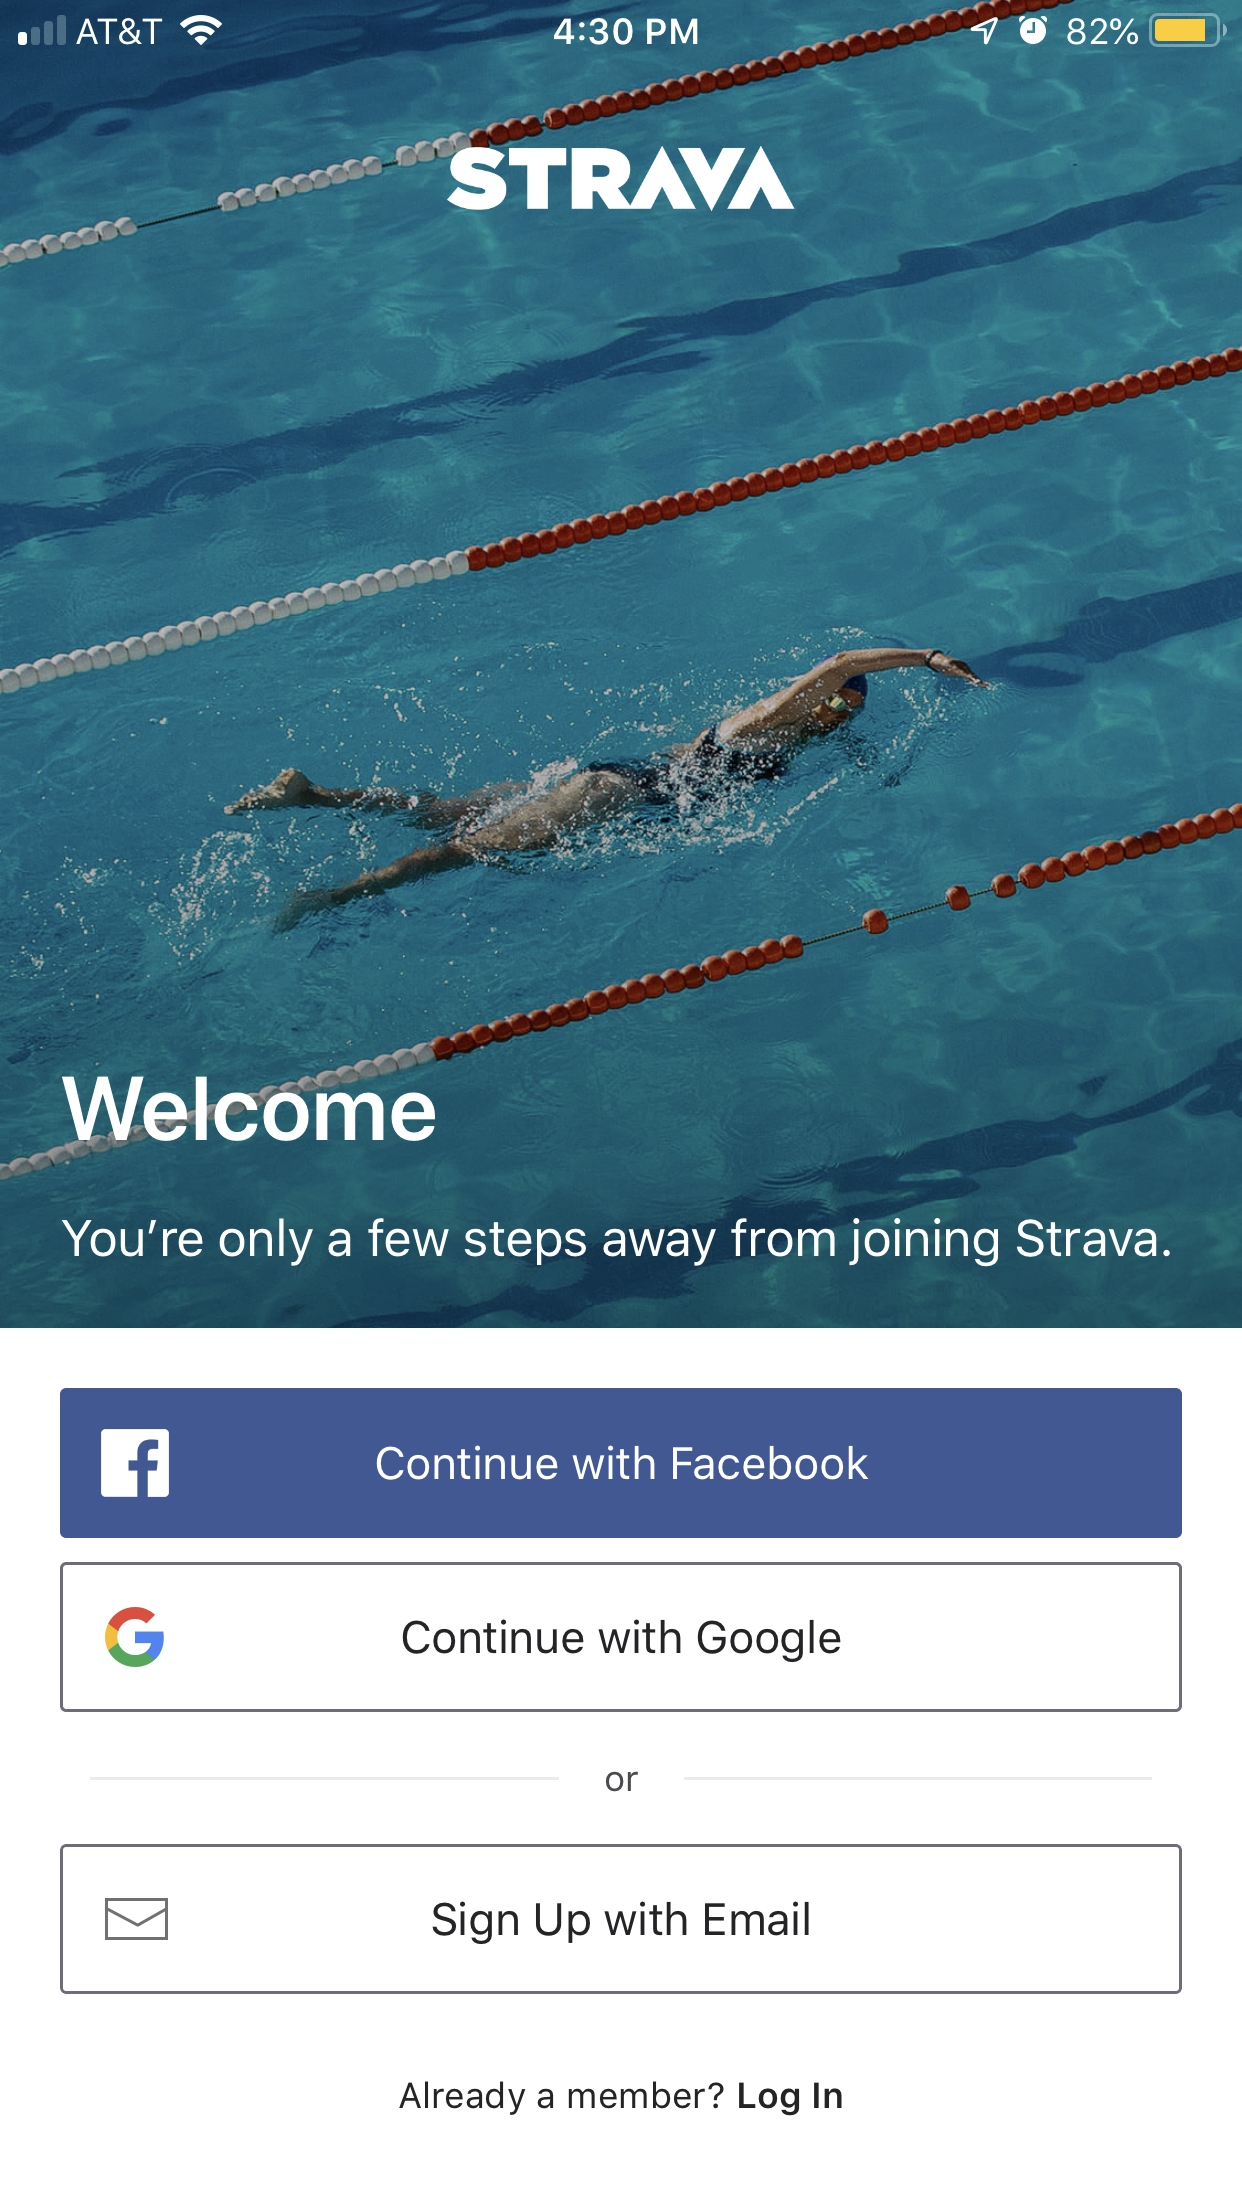 AT&T 4:30 PM 82%
STRAVA
Welcome
You’re only a few steps away from joining Strava.
Continue with Facebook
Continue with Google
or
Sign Up with Email
Already a member? Log In